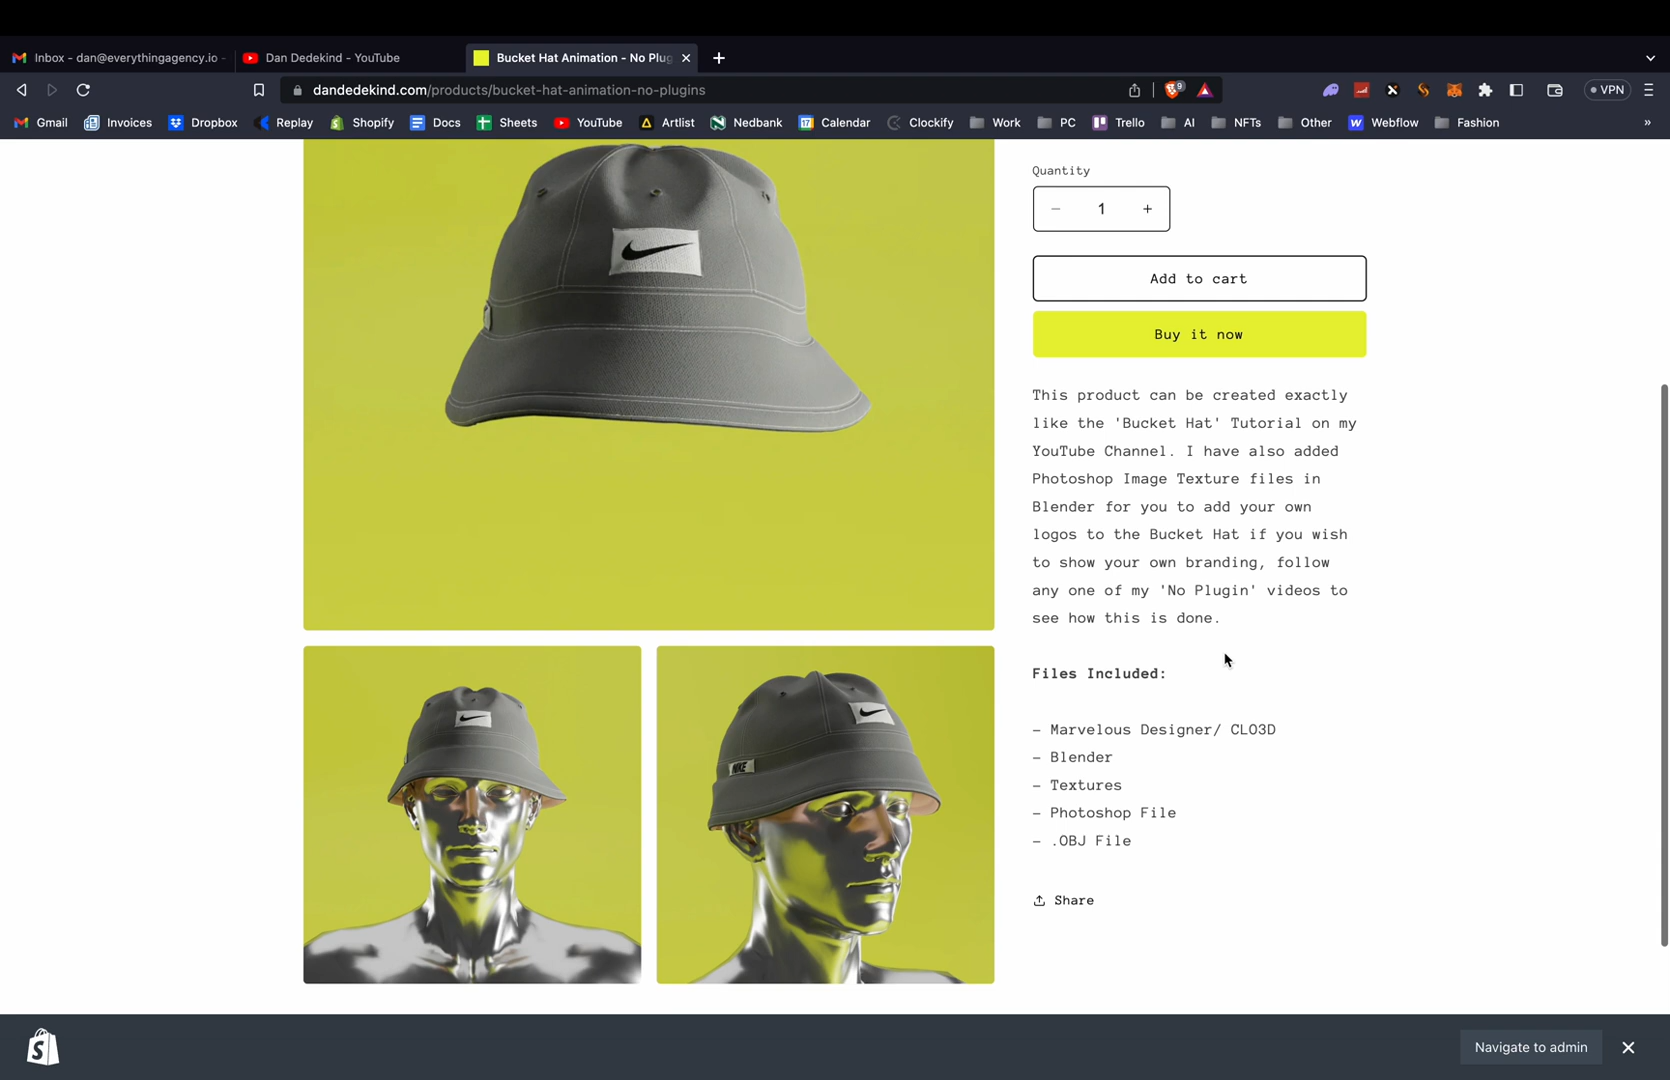 Inbox - dan@everythingagency.io -
Dan Dedekind - YouTube
Bucket Hat Animation - No Plug
dandedekind.com/products/bucket-hat-animation-no-plugins
9
VPN
Gmail Invoices Dropbox Replay Shopify Docs Sheets YouTube Artlist Nedbank 17 Calendar Clockify Work PC Trello AI NFTs Other Webflow Fashion »
Quantity
− 1 +
Add to cart
Buy it now
This product can be created exactly
like the 'Bucket Hat' Tutorial on my
YouTube Channel. I have also added
Photoshop Image Texture files in
Blender for you to add your own
logos to the Bucket Hat if you wish
to show your own branding, follow
any one of my 'No Plugin' videos to
see how this is done.
Files Included:
- Marvelous Designer/ CLO3D
- Blender
- Textures
- Photoshop File
- .OBJ File
Share
NIKE
Navigate to admin